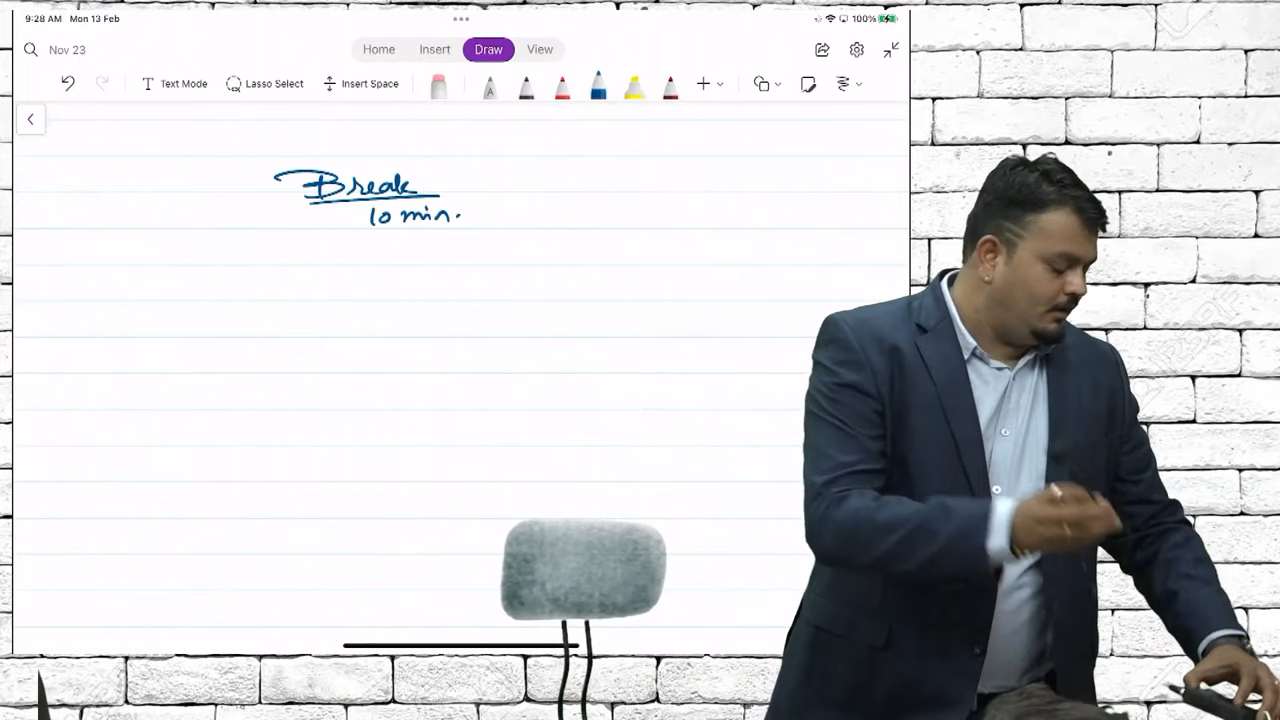 9:28 AM Mon 13 Feb
100%
Nov 23
Home Insert Draw View
Text Mode Lasso Select Insert Space
A
Break
10 min.